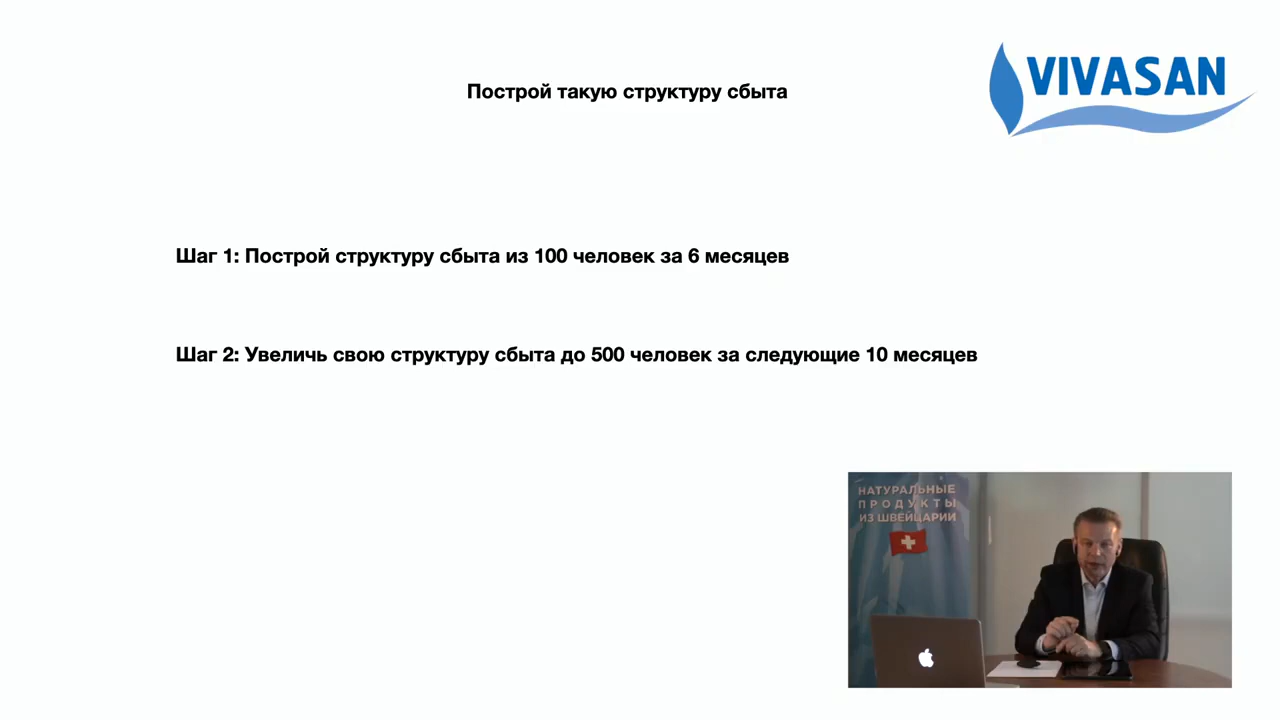 VIVASAN
Построй такую структуру сбыта
Шаг 1: Построй структуру сбыта из 100 человек за 6 месяцев
Шаг 2: Увеличь свою структуру сбыта до 500 человек за следующие 10 месяцев
НАТУРАЛЬНЫЕ
ПРОДУКТЫ
ИЗ ШВЕЙЦАРИИ